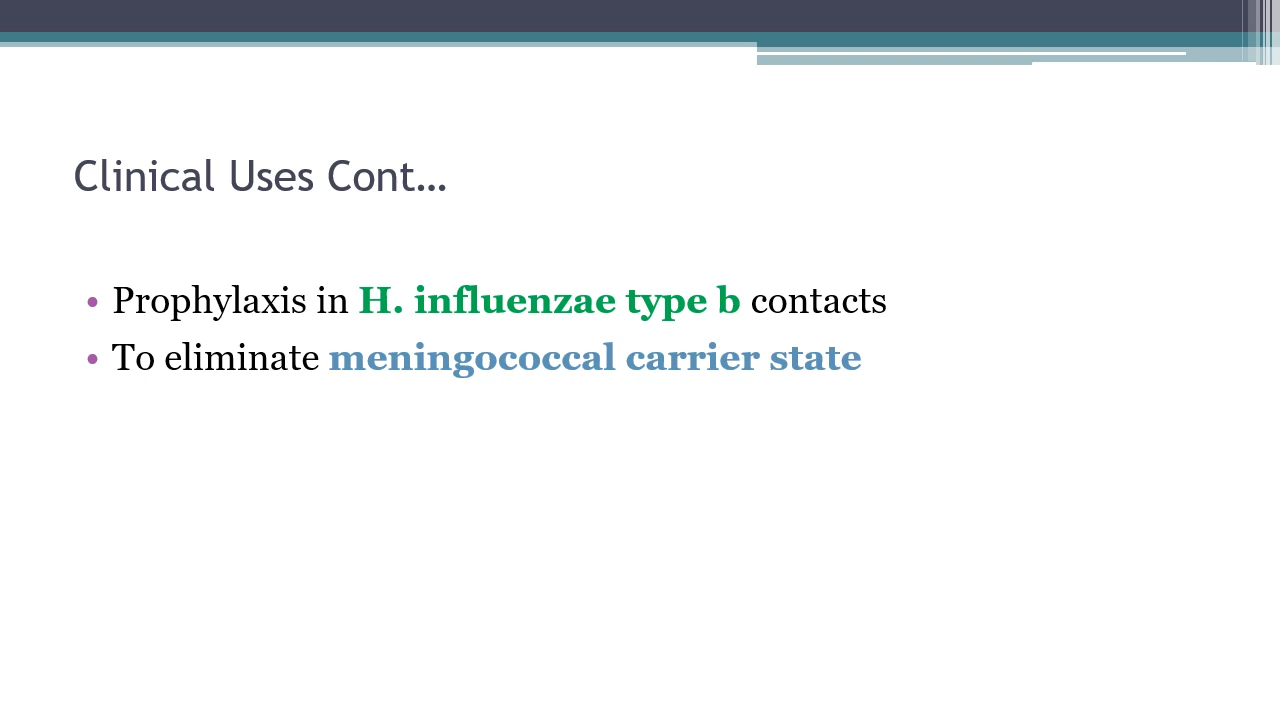 Clinical Uses Cont…
• Prophylaxis in H. influenzae type b contacts
• To eliminate meningococcal carrier state